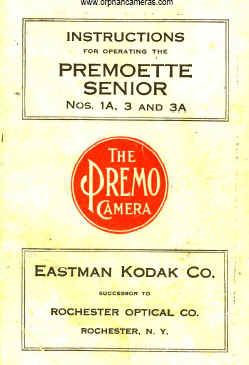 www.orphancameras.com
INSTRUCTIONS
FOR OPERATING THE
PREMOETTE
SENIOR
NOS. 1A, 3 AND 3A
THE
PREMO
CAMERA
EASTMAN KODAK CO.
SUCCESSOR TO
ROCHESTER OPTICAL CO.
ROCHESTER, N. Y.